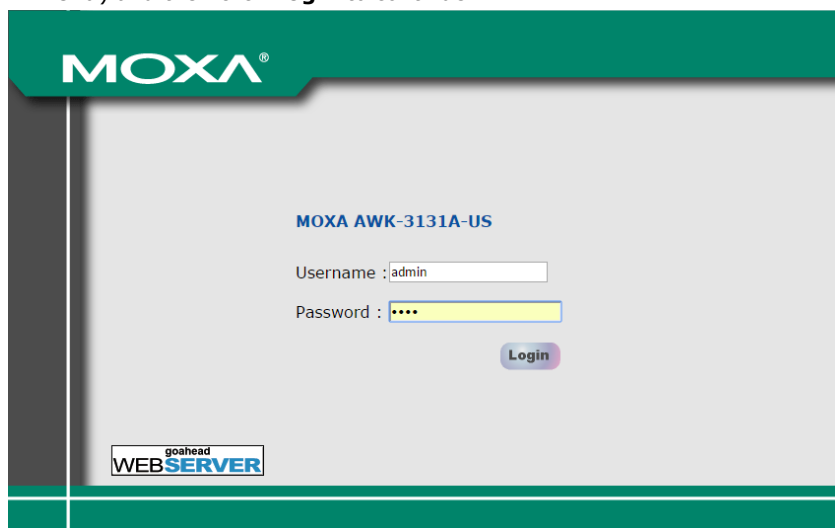 MOXA®
MOXA AWK-3131A-US
Username : admin
Password : ••••
Login
goahead
WEBSERVER